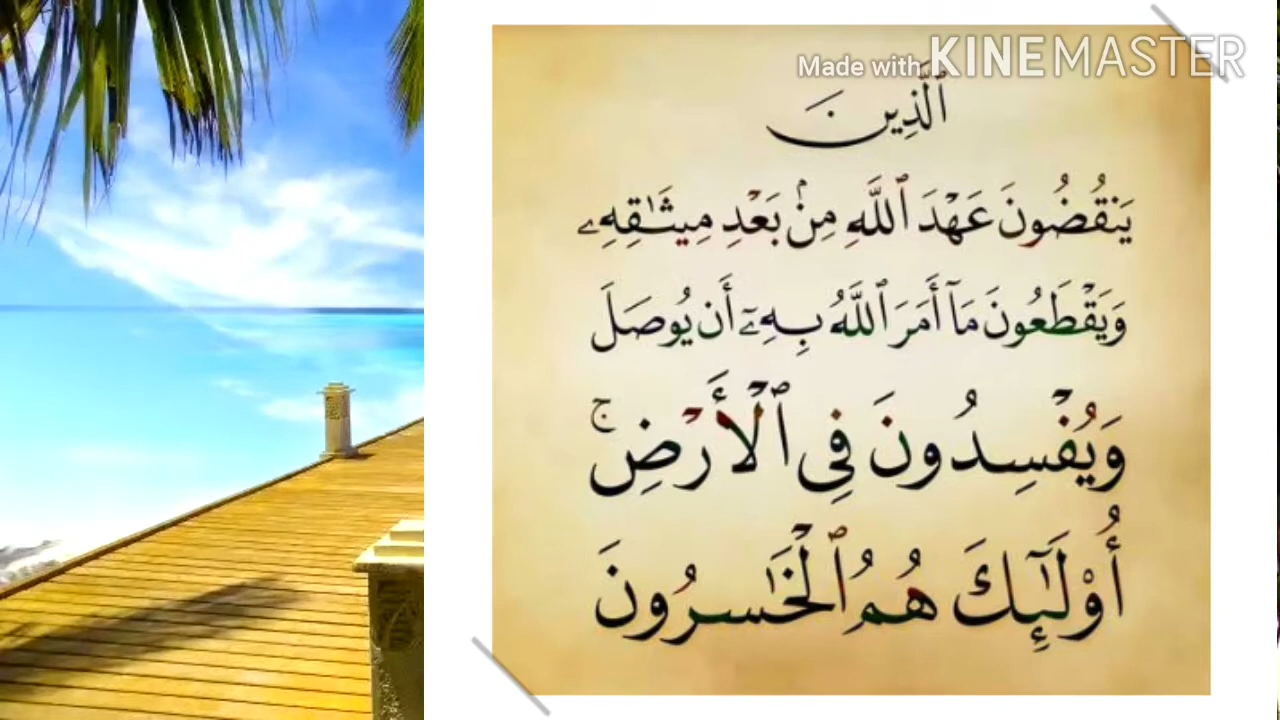 Made with KINEMASTER
ٱلَّذِينَ
يَنقُضُونَ عَهْدَ ٱللَّهِ مِنۢ بَعْدِ مِيثَـٰقِهِۦ
وَيَقْطَعُونَ مَآ أَمَرَ ٱللَّهُ بِهِۦٓ أَن يُوصَلَ
وَيُفْسِدُونَ فِى ٱلْأَرْضِ ۚ
أُو۟لَـٰٓئِكَ هُمُ ٱلْخَـٰسِرُونَ